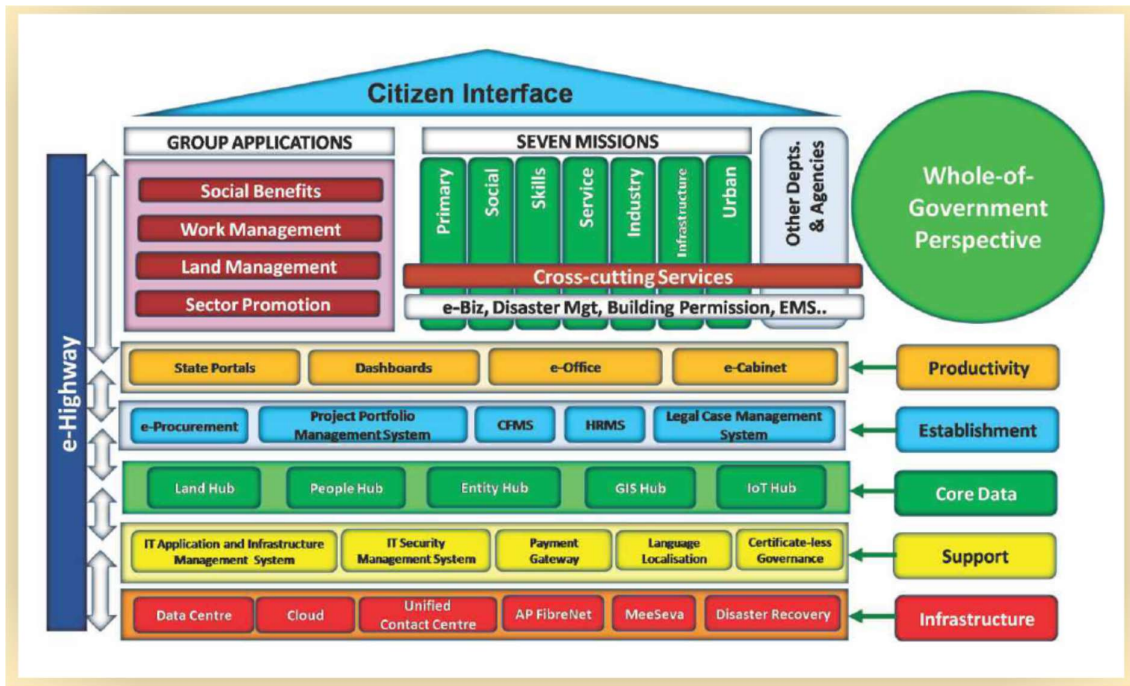 Citizen Interface
GROUP APPLICATIONS
Social Benefits
Work Management
Land Management
Sector Promotion
SEVEN MISSIONS
Primary
Social
Skills
Service
Industry
Infrastructure
Urban
Other Depts.
& Agencies
Cross-cutting Services
e-Biz, Disaster Mgt, Building Permission, EMS..
Whole-of-
Government
Perspective
e-Highway
State Portals
Dashboards
e-Office
e-Cabinet
Productivity
e-Procurement
Project Portfolio
Management System
CFMS
HRMS
Legal Case Management
System
Establishment
Land Hub
People Hub
Entity Hub
GIS Hub
IoT Hub
Core Data
IT Application and Infrastructure
Management System
IT Security
Management System
Payment
Gateway
Language
Localisation
Certificate-less
Governance
Support
Data Centre
Cloud
Unified
Contact Centre
AP FibreNet
MeeSeva
Disaster Recovery
Infrastructure